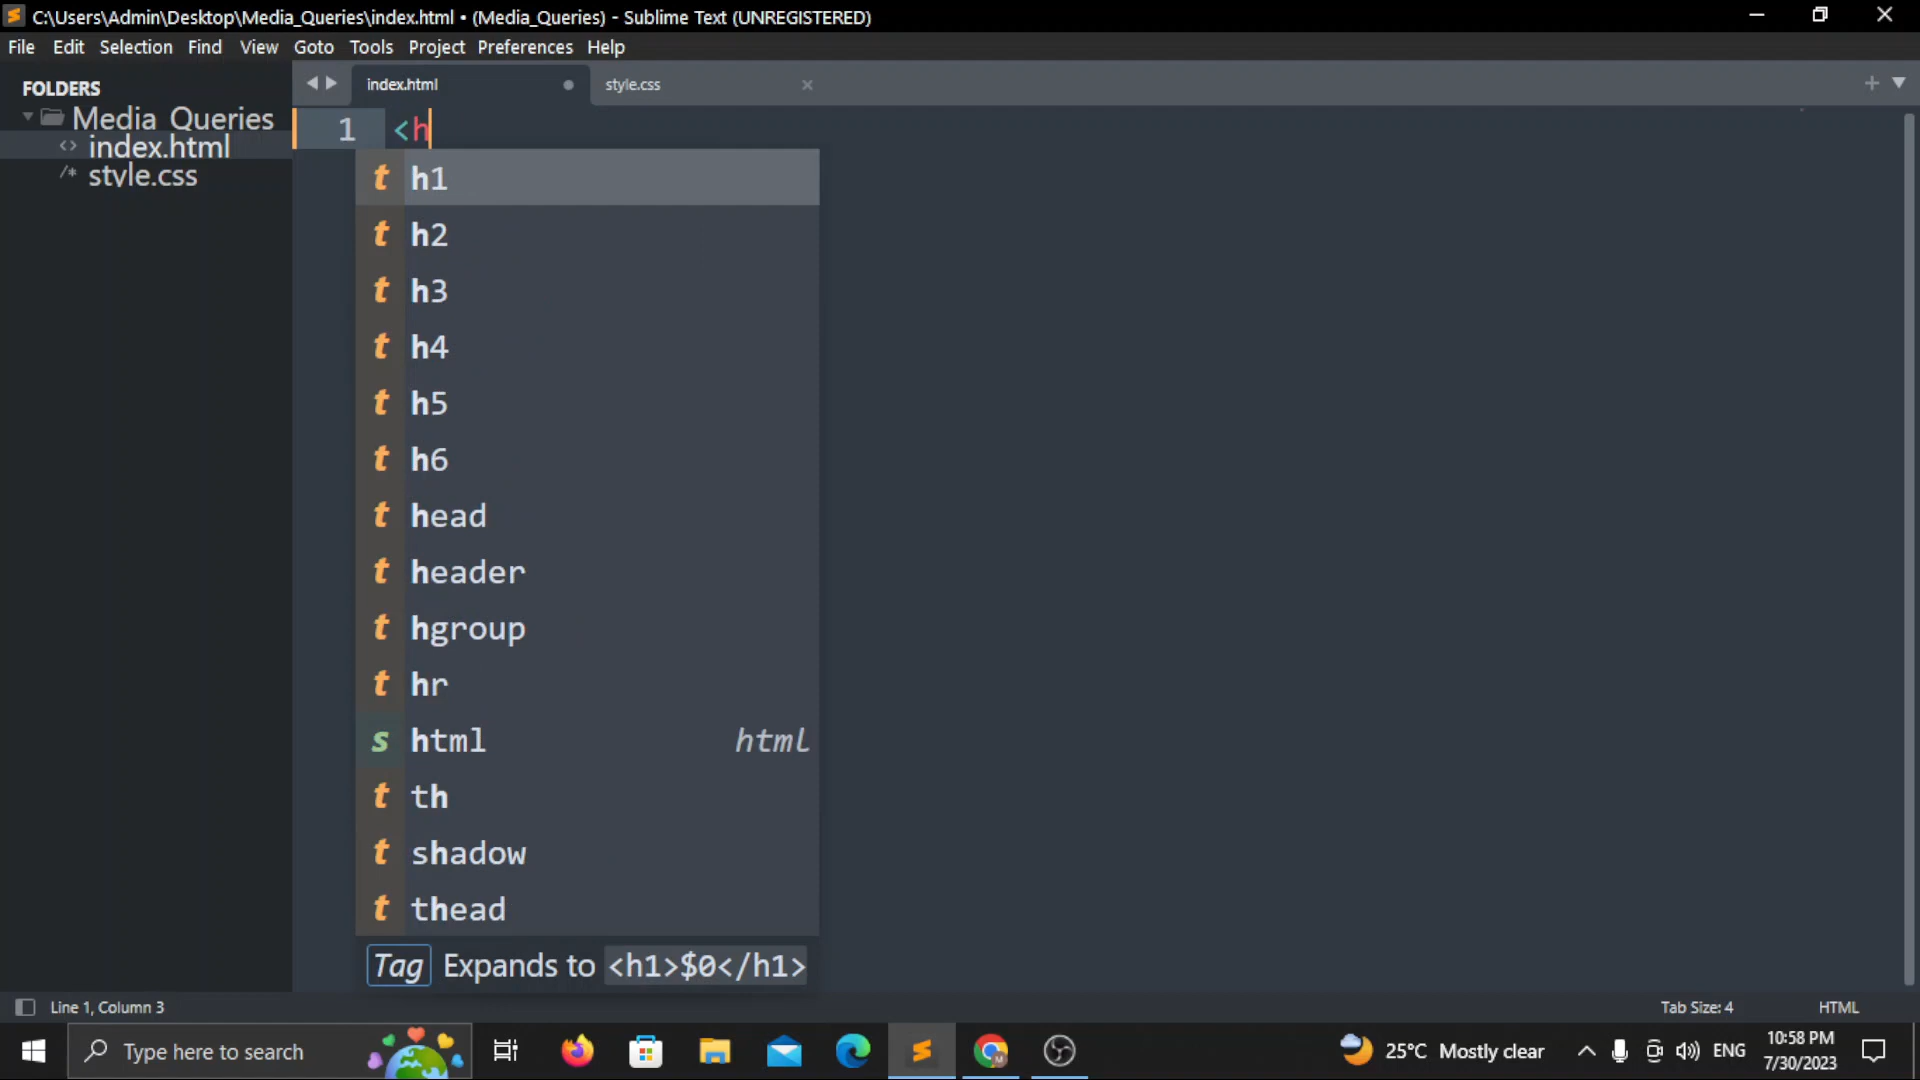 C:\Users\Admin\Desktop\Media_Queries\index.html • (Media_Queries) - Sublime Text (UNREGISTERED)
File Edit Selection Find View Goto Tools Project Preferences Help
FOLDERS
Media_Queries
index.html
style.css
index.html
style.css
1 <h
t h1
t h2
t h3
t h4
t h5
t h6
t head
t header
t hgroup
t hr
s html html
t th
t shadow
t thead
Tag Expands to <h1>$0</h1>
Line 1, Column 3
Tab Size: 4
HTML
Type here to search
25°C Mostly clear
ENG
10:58 PM
7/30/2023